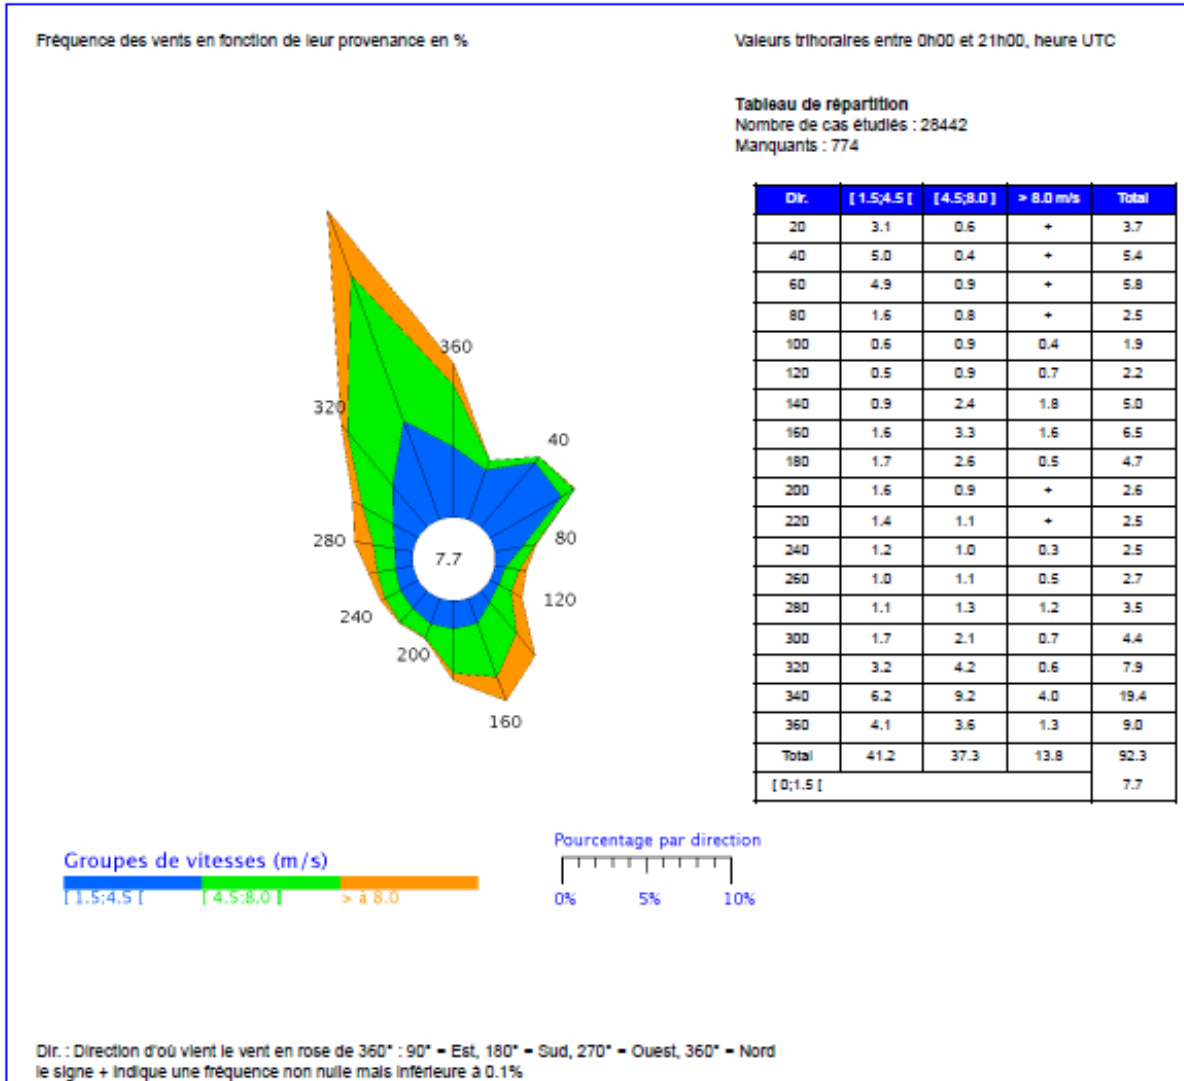 Fréquence des vents en fonction de leur provenance en %
Valeurs trihoraires entre 0h00 et 21h00, heure UTC
Tableau de répartition
Nombre de cas étudiés : 28442
Manquants : 774
Dir. [ 1.5;4.5 [ [ 4.5;8.0 ] > 8.0 m/s Total
20 3.1 0.6 + 3.7
40 5.0 0.4 + 5.4
60 4.9 0.9 + 5.8
80 1.6 0.8 + 2.5
100 0.6 0.9 0.4 1.9
120 0.5 0.9 0.7 2.2
140 0.9 2.4 1.8 5.0
160 1.6 3.3 1.6 6.5
180 1.7 2.6 0.5 4.7
200 1.6 0.9 + 2.6
220 1.4 1.1 + 2.5
240 1.2 1.0 0.3 2.5
260 1.0 1.1 0.5 2.7
280 1.1 1.3 1.2 3.5
300 1.7 2.1 0.7 4.4
320 3.2 4.2 0.6 7.9
340 6.2 9.2 4.0 19.4
360 4.1 3.6 1.3 9.0
Total 41.2 37.3 13.8 92.3
[ 0;1.5 [ 7.7
360
320
40
280
7.7
80
120
240
200
160
Groupes de vitesses (m/s)
[ 1.5;4.5 [ [ 4.5;8.0 ] > à 8.0
Pourcentage par direction
0% 5% 10%
Dir. : Direction d'où vient le vent en rose de 360° : 90° = Est, 180° = Sud, 270° = Ouest, 360° = Nord
le signe + indique une fréquence non nulle mais inférieure à 0.1%